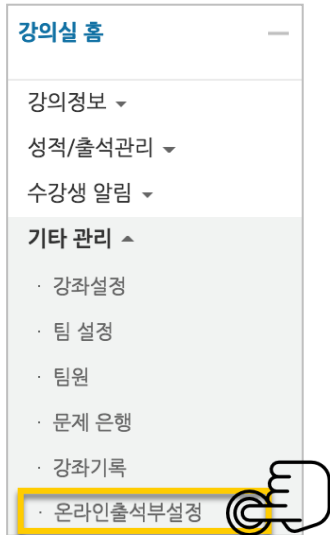 강의실 홈
강의정보
성적/출석관리
수강생 알림
기타 관리
· 강좌설정
· 팀 설정
· 팀원
· 문제 은행
· 강좌기록
· 온라인출석부설정